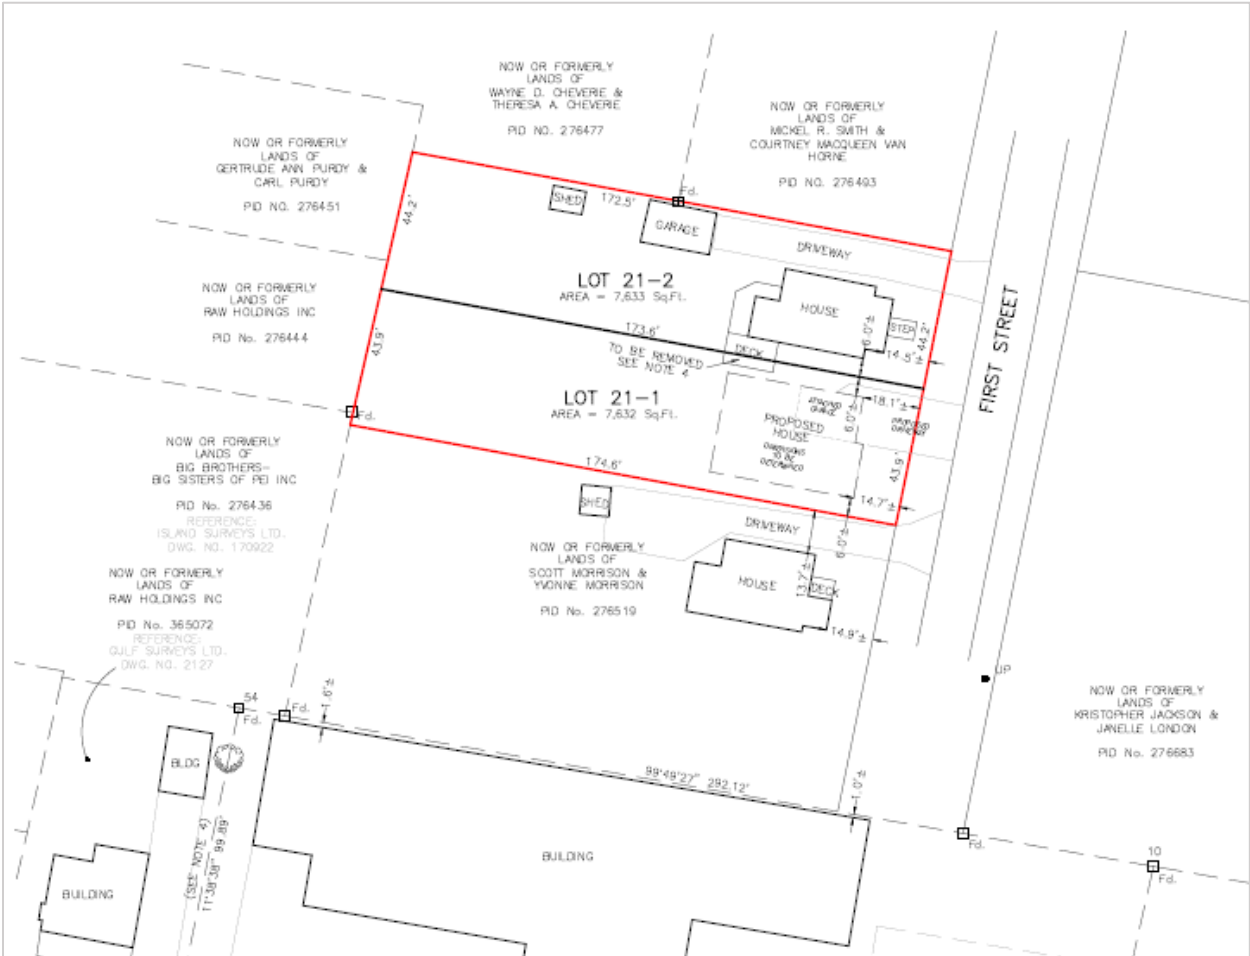 NOW OR FORMERLY
LANDS OF
WAYNE D. CHEVERIE &
THERESA A. CHEVERIE
PID NO. 276477
NOW OR FORMERLY
LANDS OF
MICKEL R. SMITH &
COURTNEY MACQUEEN VAN
HORNE
PID NO. 276493
NOW OR FORMERLY
LANDS OF
GERTRUDE ANN PURDY &
CARL PURDY
PID NO. 276451
44.2'
SHED
172.5'
Fd.
GARAGE
DRIVEWAY
LOT 21-2
AREA = 7,633 Sq.Ft.
HOUSE
6.0'±
STEP
44.2'
14.5'±
FIRST STREET
NOW OR FORMERLY
LANDS OF
RAW HOLDINGS INC
PID No. 276444
43.9'
173.6'
TO BE REMOVED
SEE NOTE 4
DECK
LOT 21-1
AREA = 7,632 Sq.Ft.
6.0'±
18.1'±
PROPOSED
HOUSE
DIMENSIONS
TO BE
DETERMINED
43.9'
14.7'±
Fd.
174.6'
NOW OR FORMERLY
LANDS OF
BIG BROTHERS-
BIG SISTERS OF PEI INC
PID No. 276436
REFERENCE:
ISLAND SURVEYS LTD.
DWG. NO. 170922
SHED
DRIVEWAY
6.0'±
13.7'±
NOW OR FORMERLY
LANDS OF
SCOTT MORRISON &
YVONNE MORRISON
PID No. 276519
HOUSE
DECK
14.9'±
NOW OR FORMERLY
LANDS OF
RAW HOLDINGS INC
PID No. 365072
REFERENCE:
GULF SURVEYS LTD.
DWG. NO. 2127
UP
NOW OR FORMERLY
LANDS OF
KRISTOPHER JACKSON &
JANELLE LONDON
PID No. 276683
54
Fd.
Fd.
1.6'±
BLDG
99°49'27" 292.12'
1.0'±
Fd.
10
Fd.
BUILDING
BUILDING
(SEE NOTE 4)
11°38'38" 99.89'